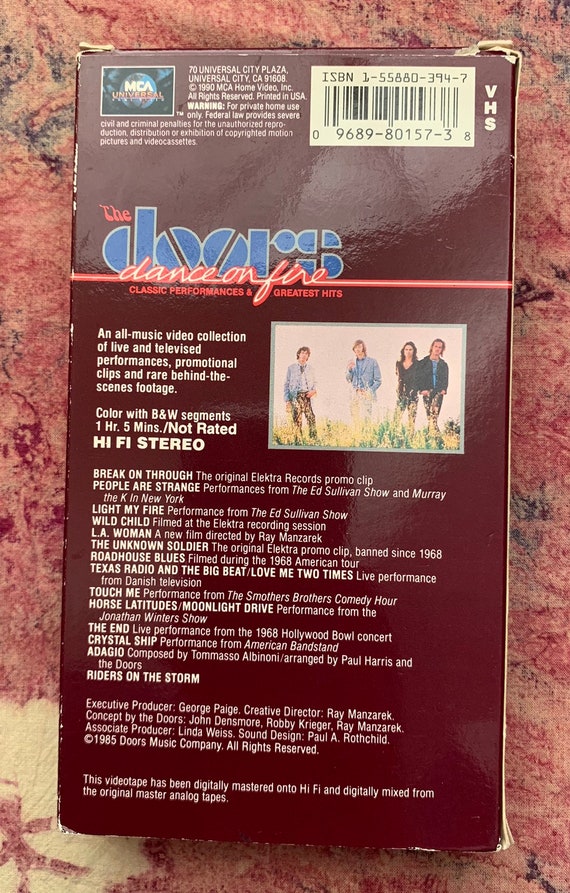 MCA
UNIVERSAL
70 UNIVERSAL CITY PLAZA,
UNIVERSAL CITY, CA 91608.
© 1990 MCA Home Video, Inc.
All Rights Reserved. Printed in USA.
WARNING: For private home use
™ only. Federal law provides severe
civil and criminal penalties for the unauthorized repro-
duction, distribution or exhibition of copyrighted motion
pictures and videocassettes.
ISBN 1-55880-394-7
0 9689-80157-3 8
VHS
The
doors
dance on fire
CLASSIC PERFORMANCES & GREATEST HITS
An all-music video collection
of live and televised
performances, promotional
clips and rare behind-the-
scenes footage.
Color with B&W segments
1 Hr. 5 Mins./Not Rated
HI FI STEREO
BREAK ON THROUGH The original Elektra Records promo clip
PEOPLE ARE STRANGE Performances from The Ed Sullivan Show and Murray
the K In New York
LIGHT MY FIRE Performance from The Ed Sullivan Show
WILD CHILD Filmed at the Elektra recording session
L.A. WOMAN A new film directed by Ray Manzarek
THE UNKNOWN SOLDIER The original Elektra promo clip, banned since 1968
ROADHOUSE BLUES Filmed during the 1968 American tour
TEXAS RADIO AND THE BIG BEAT/LOVE ME TWO TIMES Live performance
from Danish television
TOUCH ME Performance from The Smothers Brothers Comedy Hour
HORSE LATITUDES/MOONLIGHT DRIVE Performance from the
Jonathan Winters Show
THE END Live performance from the 1968 Hollywood Bowl concert
CRYSTAL SHIP Performance from American Bandstand
ADAGIO Composed by Tommasso Albinoni/arranged by Paul Harris and
the Doors
RIDERS ON THE STORM
Executive Producer: George Paige. Creative Director: Ray Manzarek.
Concept by the Doors: John Densmore, Robby Krieger, Ray Manzarek.
Associate Producer: Linda Weiss. Sound Design: Paul A. Rothchild.
©1985 Doors Music Company. All Rights Reserved.
This videotape has been digitally mastered onto Hi Fi and digitally mixed from
the original master analog tapes.